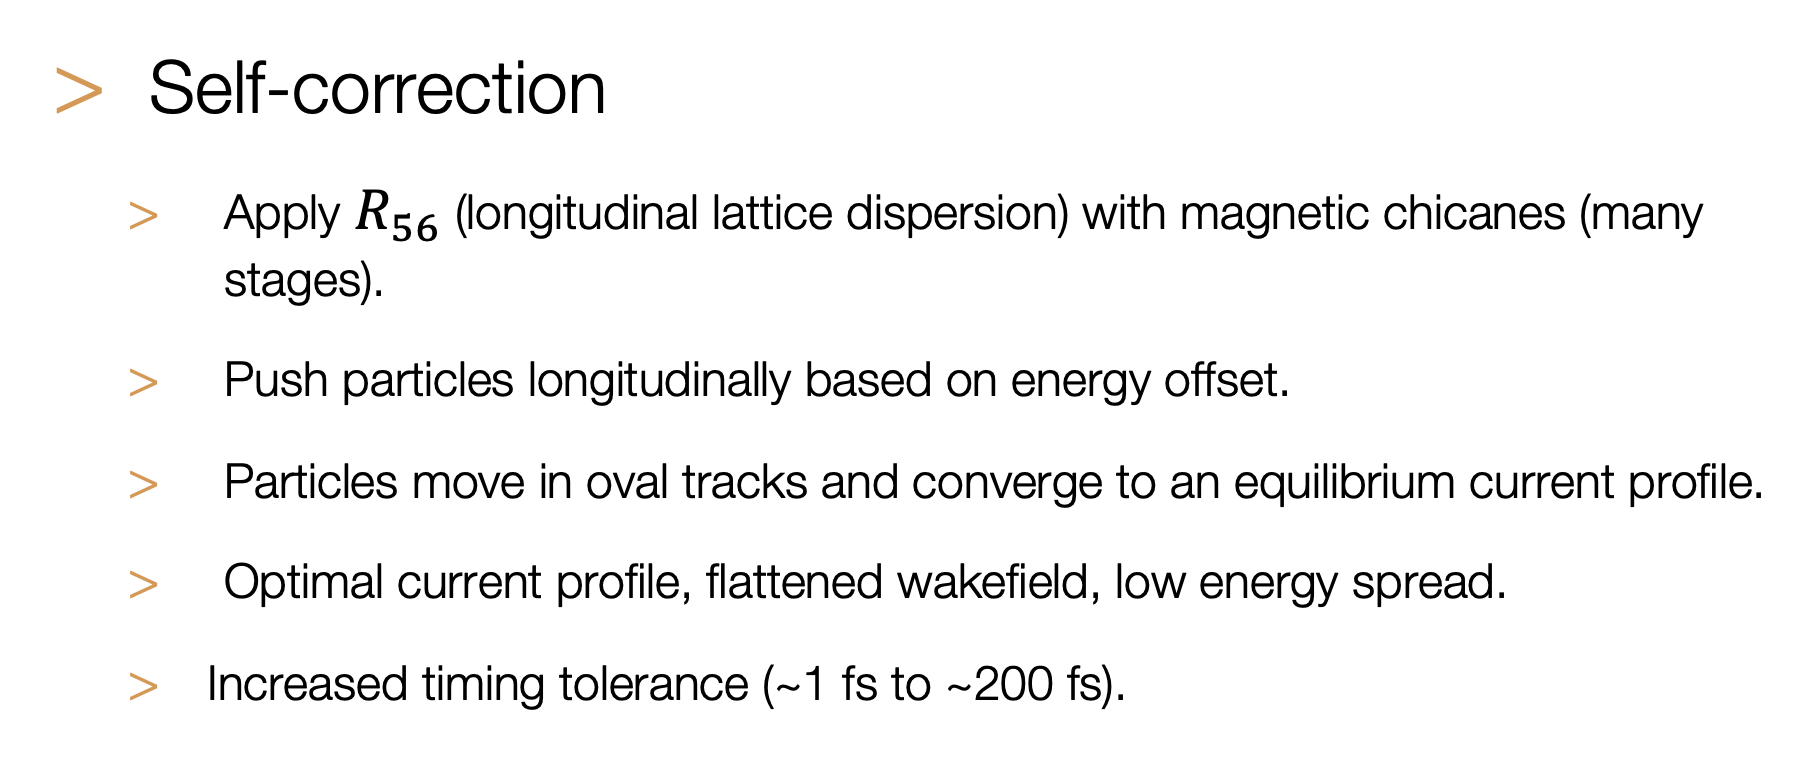 > Self-correction
> Apply R₅₆ (longitudinal lattice dispersion) with magnetic chicanes (many
stages).
> Push particles longitudinally based on energy offset.
> Particles move in oval tracks and converge to an equilibrium current profile.
> Optimal current profile, flattened wakefield, low energy spread.
> Increased timing tolerance (~1 fs to ~200 fs).